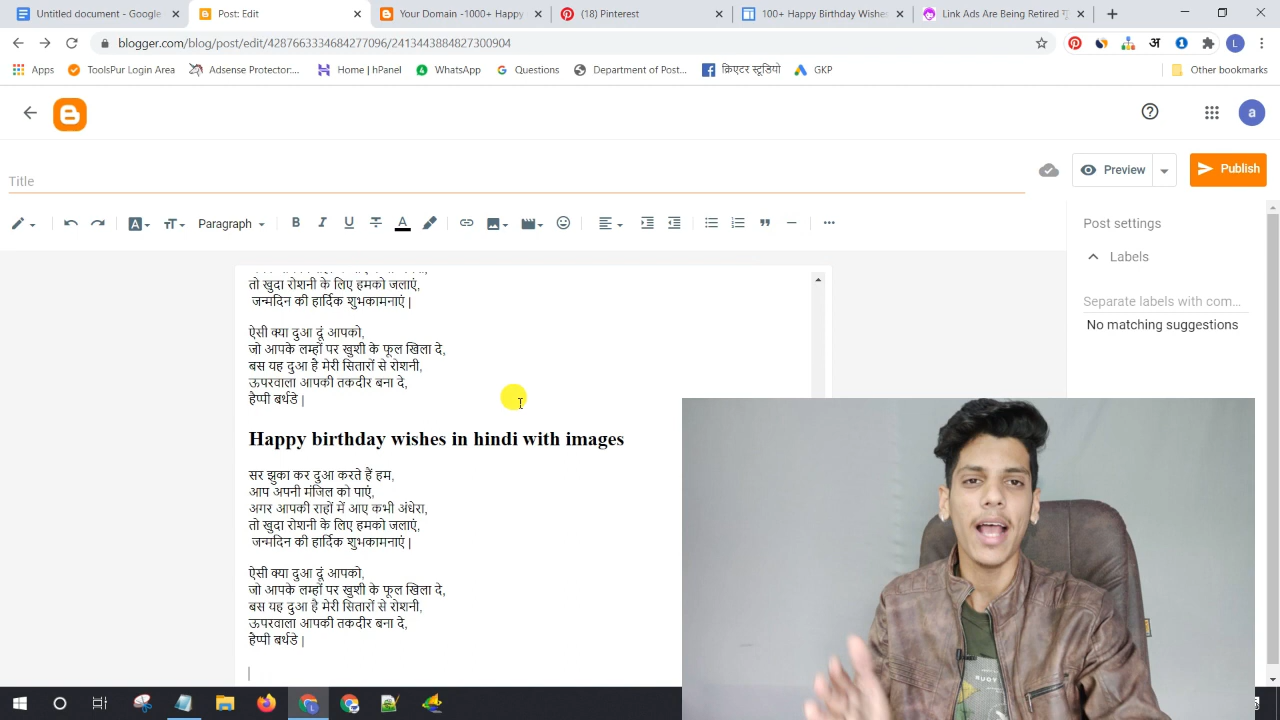 Untitled document - Google
Post: Edit
Your Domain -1000+ Happy
(18) Pinterest
100+ Happy Birthday Wishes
Link Ads Are Being Retired
blogger.com/blog/post/edit/4287663334684277096/2413443884827300904
अ
L
Apps
ToolsPur Login Area
Adsense Protector:...
Home | hPanel
WhatsApp
Questions
Department of Post...
क्रिएटर स्टूडियो
GKP
Other bookmarks
a
Title
Preview
Publish
Paragraph
Post settings
Labels
Separate labels with com...
No matching suggestions
तो खुदा रोशनी के लिए हमको जलाएं,
जन्मदिन की हार्दिक शुभकामनाएं |
ऐसी क्या दुआ दूं आपको,
जो आपके लम्हों पर खुशी के फूल खिला दे,
बस यह दुआ है मेरी सितारों से रोशनी,
ऊपरवाला आपकी तकदीर बना दे,
हैप्पी बर्थडे |
Happy birthday wishes in hindi with images
सर झुका कर दुआ करते हैं हम,
आप अपनी मंजिल को पाएं,
अगर आपकी राहों में आए कभी अंधेरा,
तो खुदा रोशनी के लिए हमको जलाएं,
जन्मदिन की हार्दिक शुभकामनाएं |
ऐसी क्या दुआ दूं आपको,
जो आपके लम्हों पर खुशी के फूल खिला दे,
बस यह दुआ है मेरी सितारों से रोशनी,
ऊपरवाला आपकी तकदीर बना दे,
हैप्पी बर्थडे |